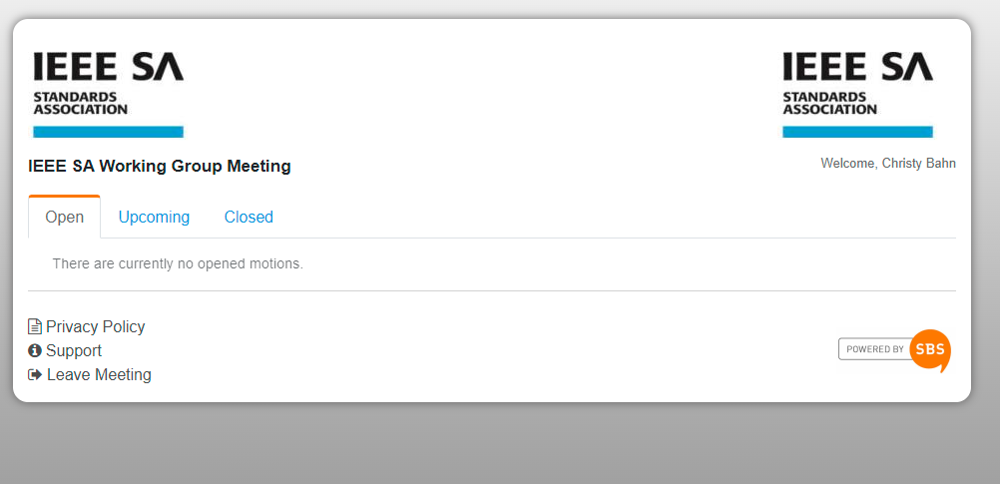 IEEE SA
STANDARDS
ASSOCIATION
IEEE SA
STANDARDS
ASSOCIATION
IEEE SA Working Group Meeting
Welcome, Christy Bahn
Open
Upcoming
Closed
There are currently no opened motions.
Privacy Policy
Support
Leave Meeting
POWERED BY
SBS